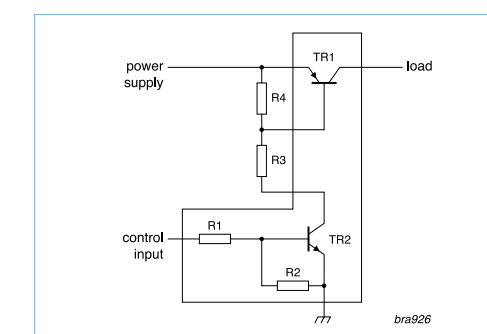 TR1
power
supply
load
R4
R3
R1
control
input
TR2
R2
bra926